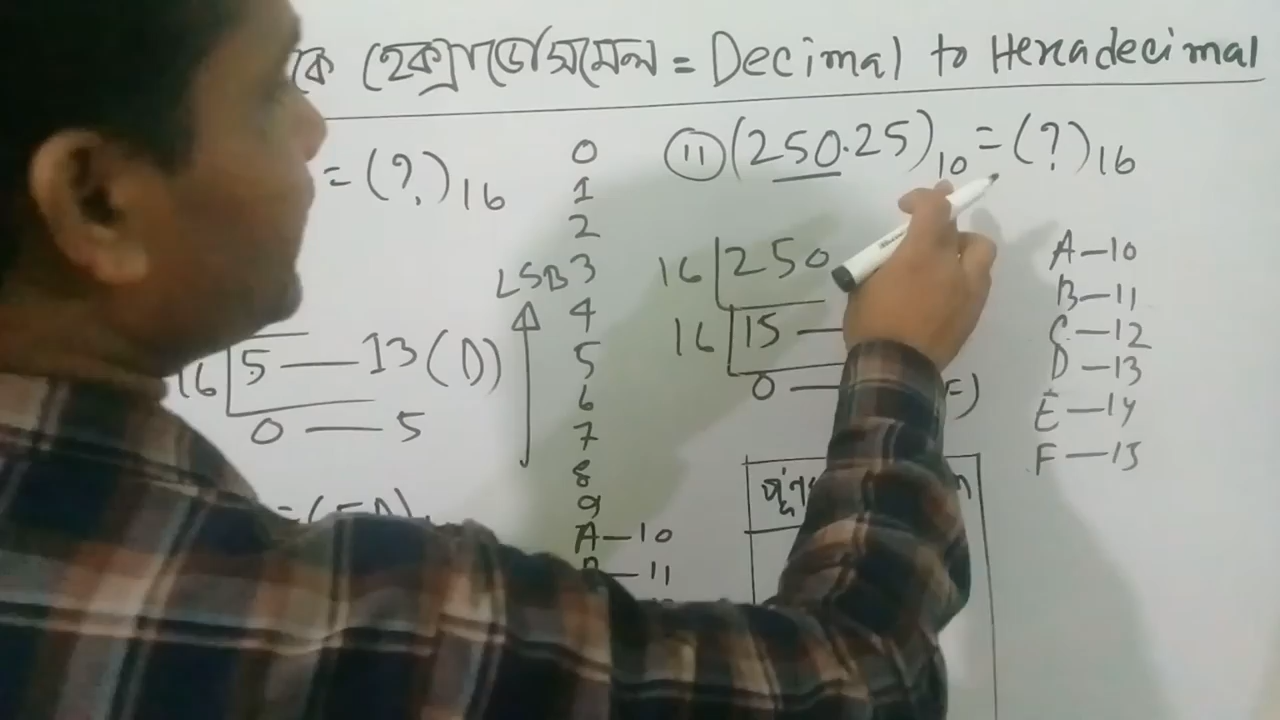 কে হেক্সাডেসিমেল = Decimal to Hexadecimal
= (?)16
16 5 — 13 (D)
0 — 5
LSB
0
1
2
3
4
5
6
7
8
9
A—10
— 11
11 (250.25)10 = (?)16
16 250
16 15 —
0 —
A—10
B—11
C—12
D—13
E—14
F—15